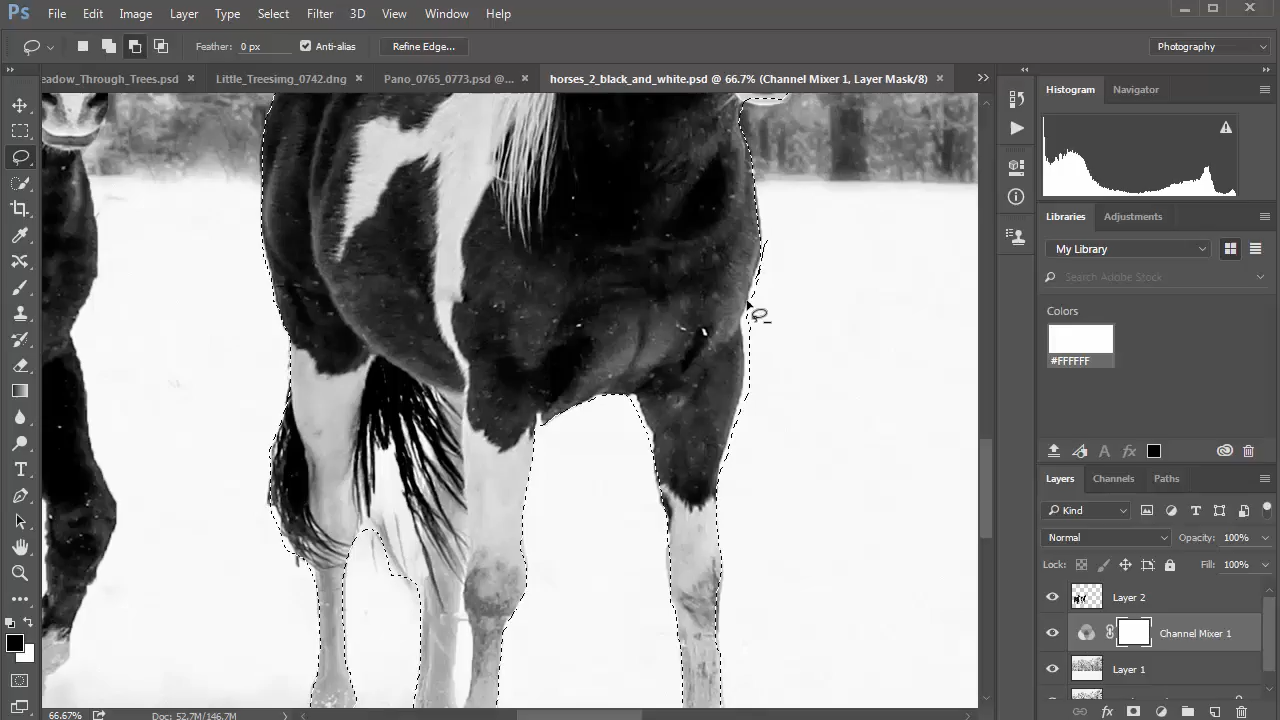 Ps File Edit Image Layer Type Select Filter 3D View Window Help
Feather: 0 px Anti-alias Refine Edge... Photography
eadow_Through_Trees.psd × Little_Treesimg_0742.dng × Pano_0765_0773.psd @... × horses_2_black_and_white.psd @ 66.7% (Channel Mixer 1, Layer Mask/8) ×
Histogram Navigator
Libraries Adjustments
My Library
Search Adobe Stock
Colors
#FFFFFF
Layers Channels Paths
Kind
Normal Opacity: 100%
Lock: Fill: 100%
Layer 2
Channel Mixer 1
Layer 1
66.67% Doc: 52.7M/146.7M